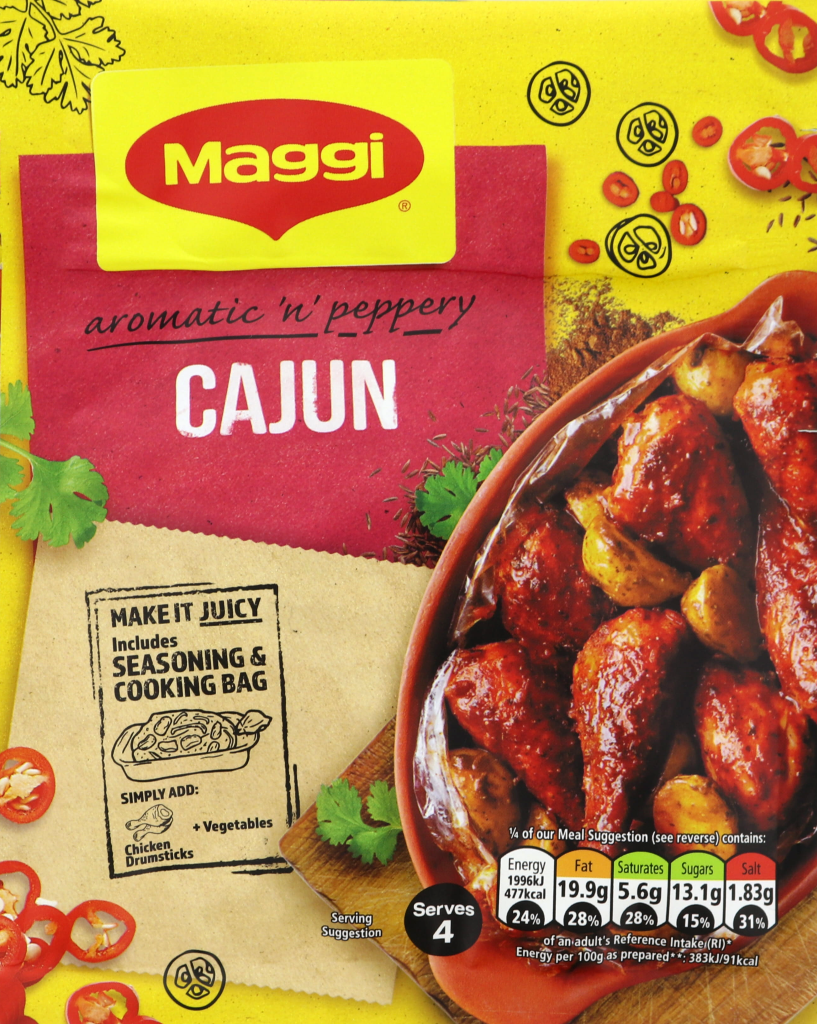 Maggi
®
aromatic 'n' peppery
CAJUN
MAKE IT JUICY
Includes
SEASONING &
COOKING BAG
SIMPLY ADD:
+ Vegetables
Chicken
Drumsticks
Serving
Suggestion
Serves
4
¼ of our Meal Suggestion (see reverse) contains:
Energy Fat Saturates Sugars Salt
1996kJ
477kcal 19.9g 5.6g 13.1g 1.83g
24% 28% 28% 15% 31%
of an adult's Reference Intake (RI)*
Energy per 100g as prepared**: 383kJ/91kcal